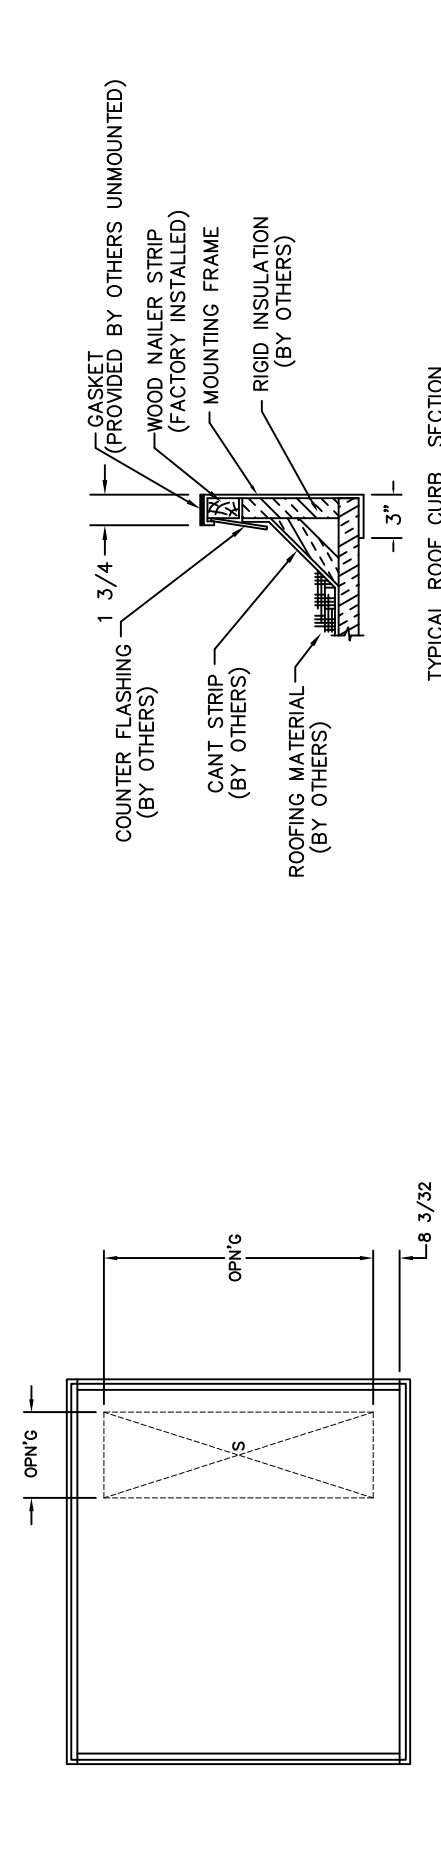 GASKET
(PROVIDED BY OTHERS UNMOUNTED)
WOOD NAILER STRIP
(FACTORY INSTALLED)
MOUNTING FRAME
RIGID INSULATION
(BY OTHERS)
1 3/4
3"
COUNTER FLASHING
(BY OTHERS)
CANT STRIP
(BY OTHERS)
ROOFING MATERIAL
(BY OTHERS)
TYPICAL ROOF CURB SECTION
OPN'G
OPN'G
S
8 3/32